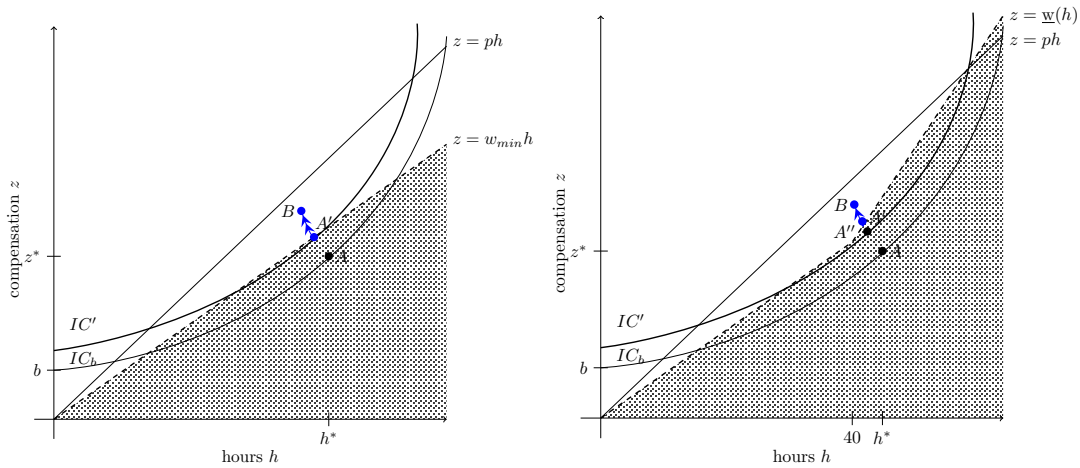 z = ph
z = w_min h
compensation z
B
A′
z*
A
IC′
IC_b
b
h*
hours h
z = w(h)
z = ph
compensation z
B
A′′
z*
A
IC′
IC_b
b
40 h*
hours h